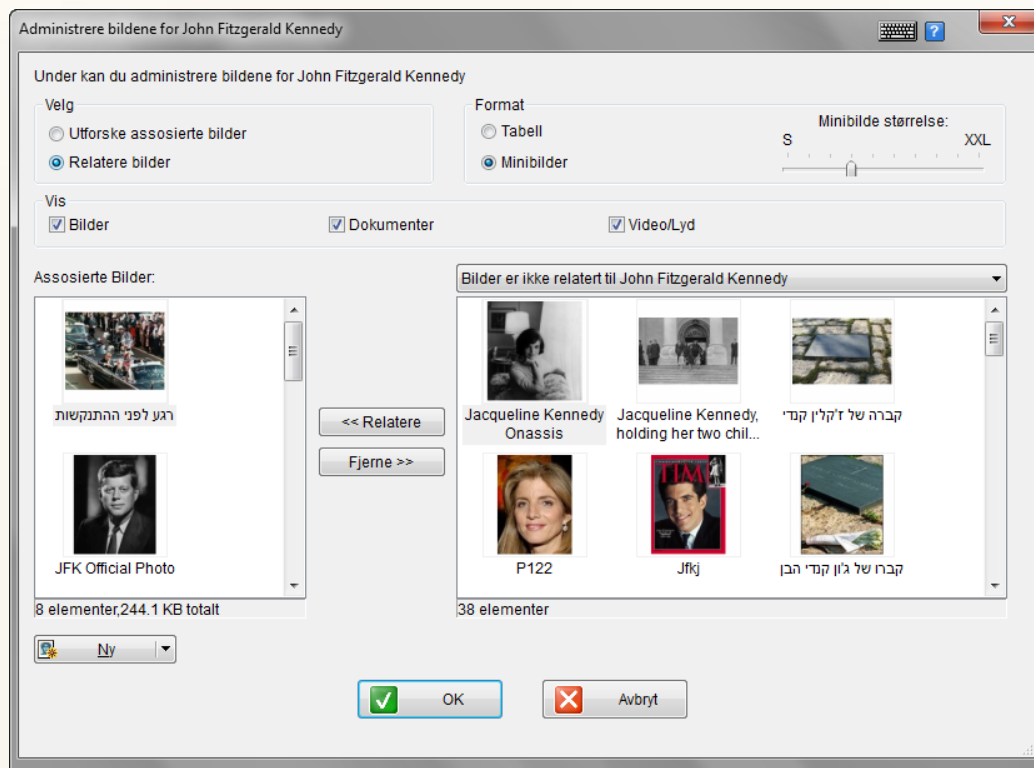 Administrere bildene for John Fitzgerald Kennedy
Under kan du administrere bildene for John Fitzgerald Kennedy
Velg
Utforske assosierte bilder
Relatere bilder
Format
Tabell
Minibilder
Minibilde størrelse:
S
XXL
Vis
Bilder
Dokumenter
Video/Lyd
Assosierte Bilder:
רגע לפני ההתנקשות
JFK Official Photo
8 elementer,244.1 KB totalt
<< Relatere
Fjerne >>
Bilder er ikke relatert til John Fitzgerald Kennedy
Jacqueline Kennedy
Onassis
Jacqueline Kennedy,
holding her two chil...
קברה של ז'קלין קנדי
TIME
P122
Jfkj
קברו של ג'ון קנדי הבן
38 elementer
Ny
OK
Avbryt